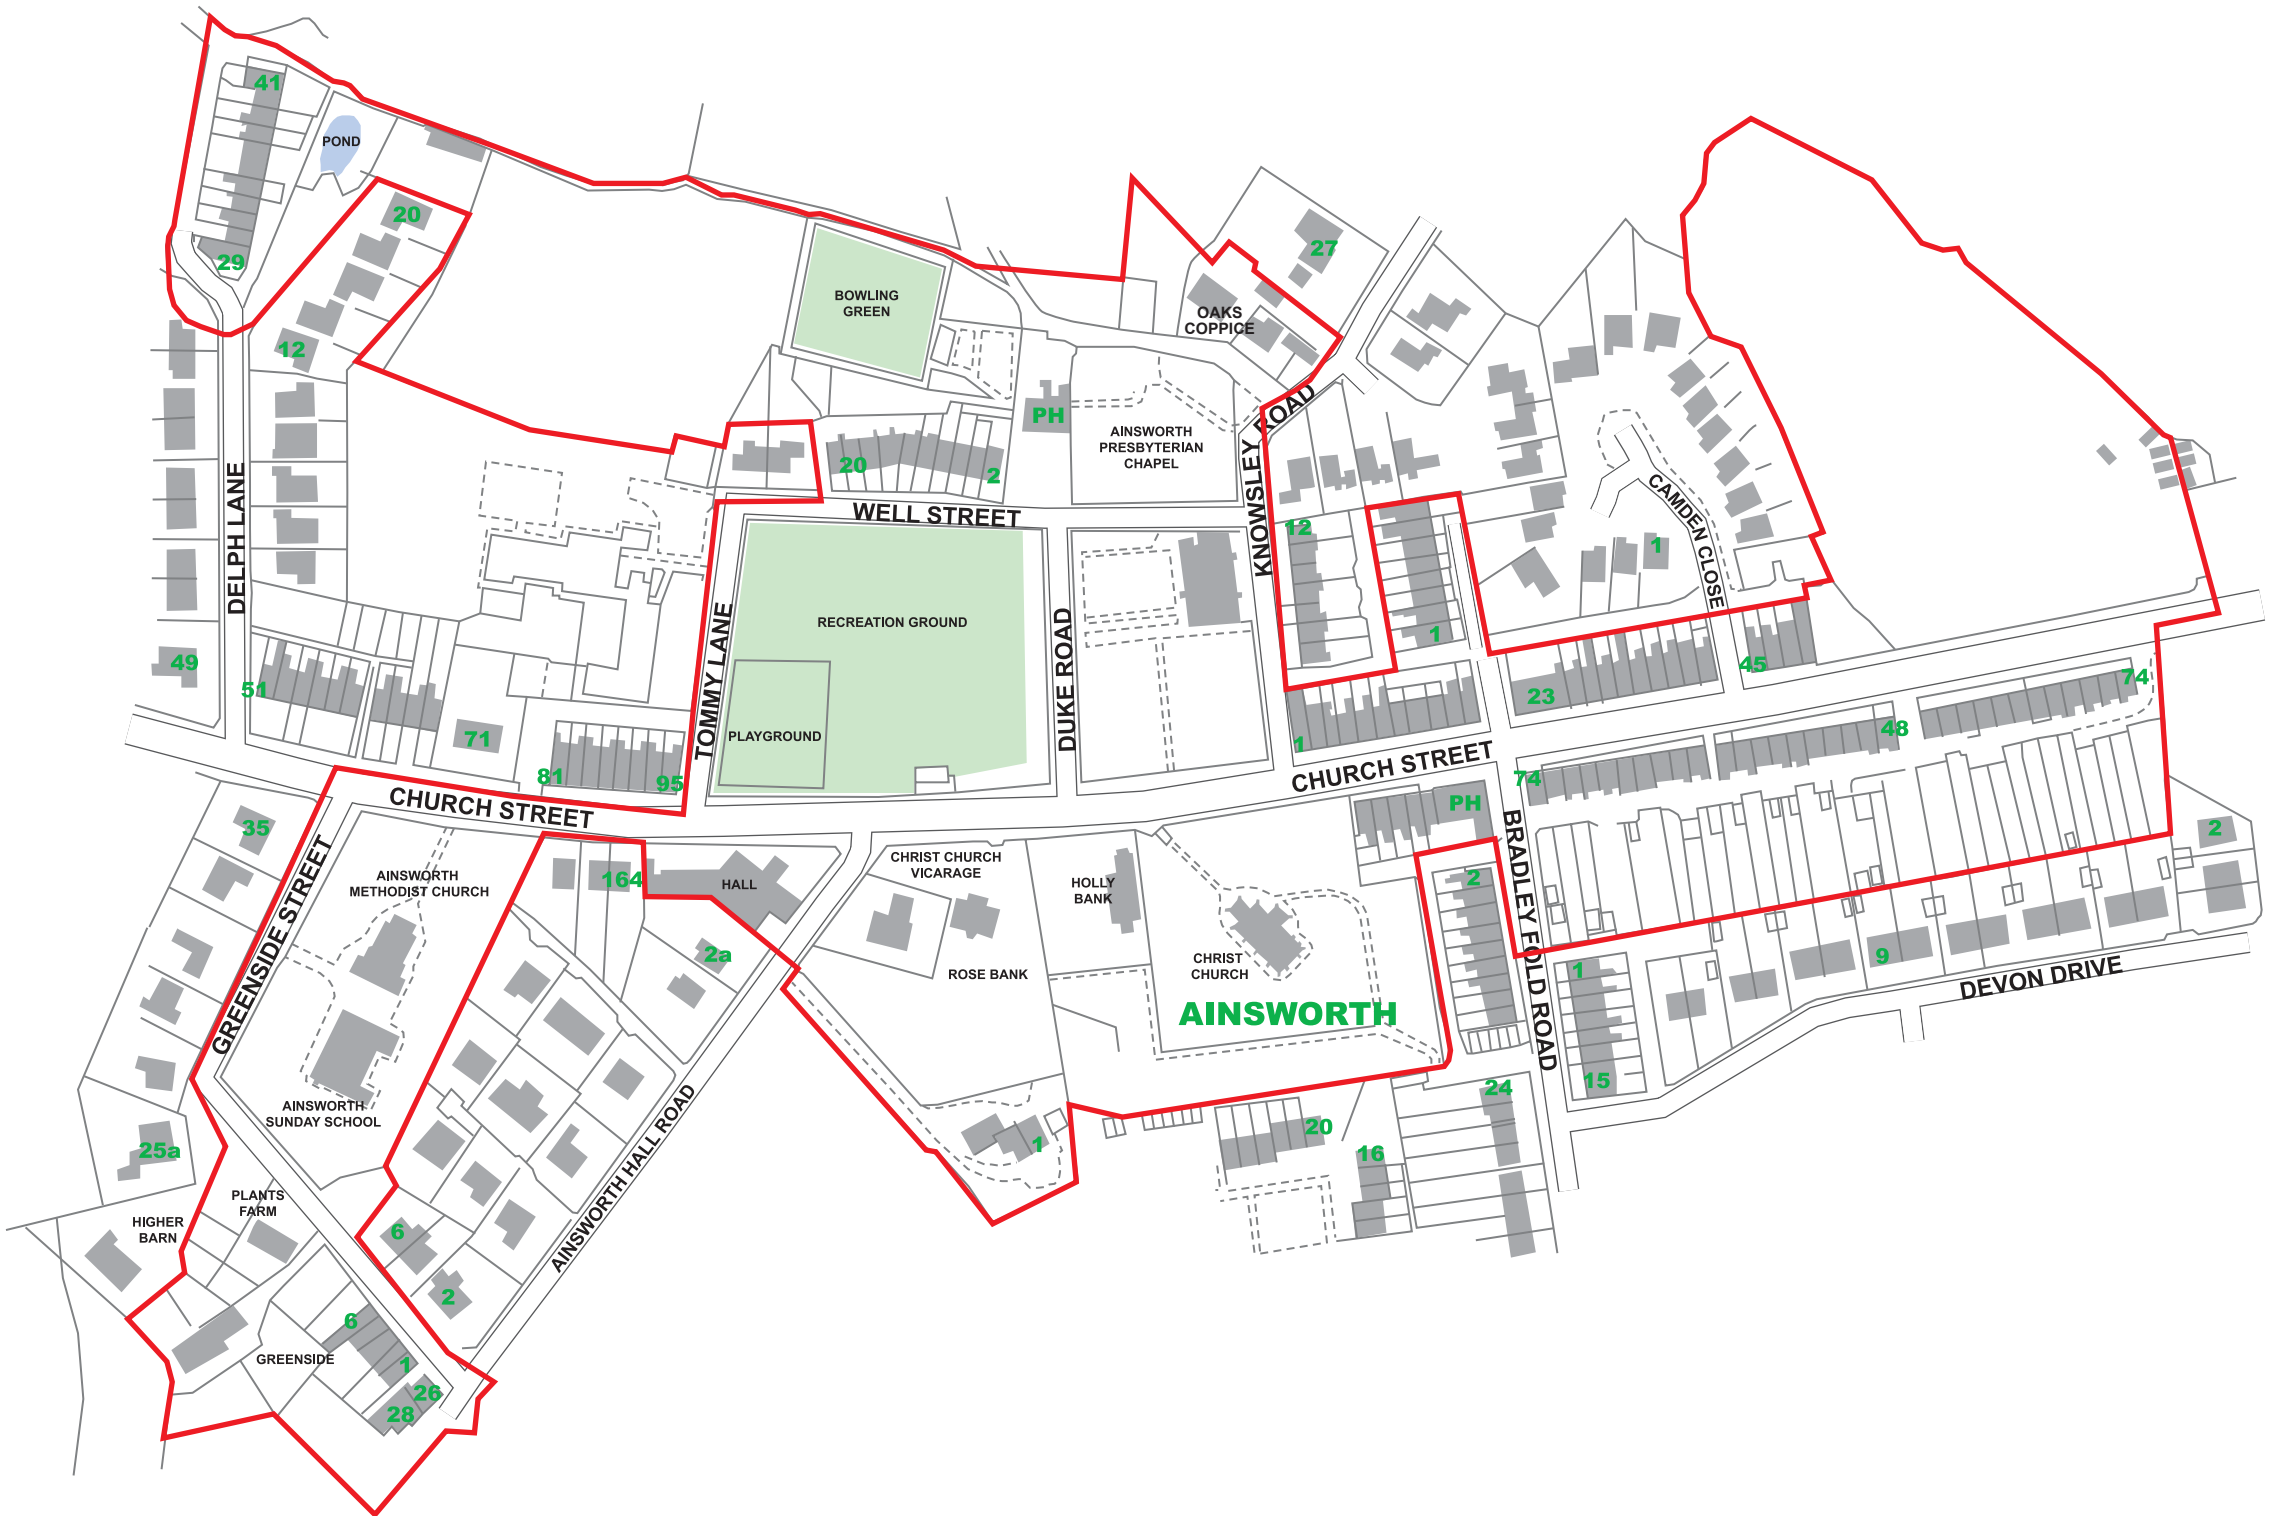 41
POND
20
29
12
27
BOWLING
GREEN
OAKS
COPPICE
PH
AINSWORTH
PRESBYTERIAN
CHAPEL
KNOWSLEY ROAD
20
2
WELL STREET
12
CAMDEN CLOSE
1
DELPH LANE
RECREATION GROUND
TOMMY LANE
DUKE ROAD
1
49
51
45
74
23
71
PLAYGROUND
1
48
81
95
CHURCH STREET
74
CHURCH STREET
PH
BRADLEY FOLD ROAD
35
2
GREENSIDE STREET
AINSWORTH
METHODIST CHURCH
164
HALL
CHRIST CHURCH
VICARAGE
HOLLY
BANK
2
2a
ROSE BANK
CHRIST
CHURCH
9
1
DEVON DRIVE
AINSWORTH
15
24
AINSWORTH
SUNDAY SCHOOL
AINSWORTH HALL ROAD
25a
1
20
16
PLANTS
FARM
HIGHER
BARN
6
2
6
GREENSIDE
1
26
28